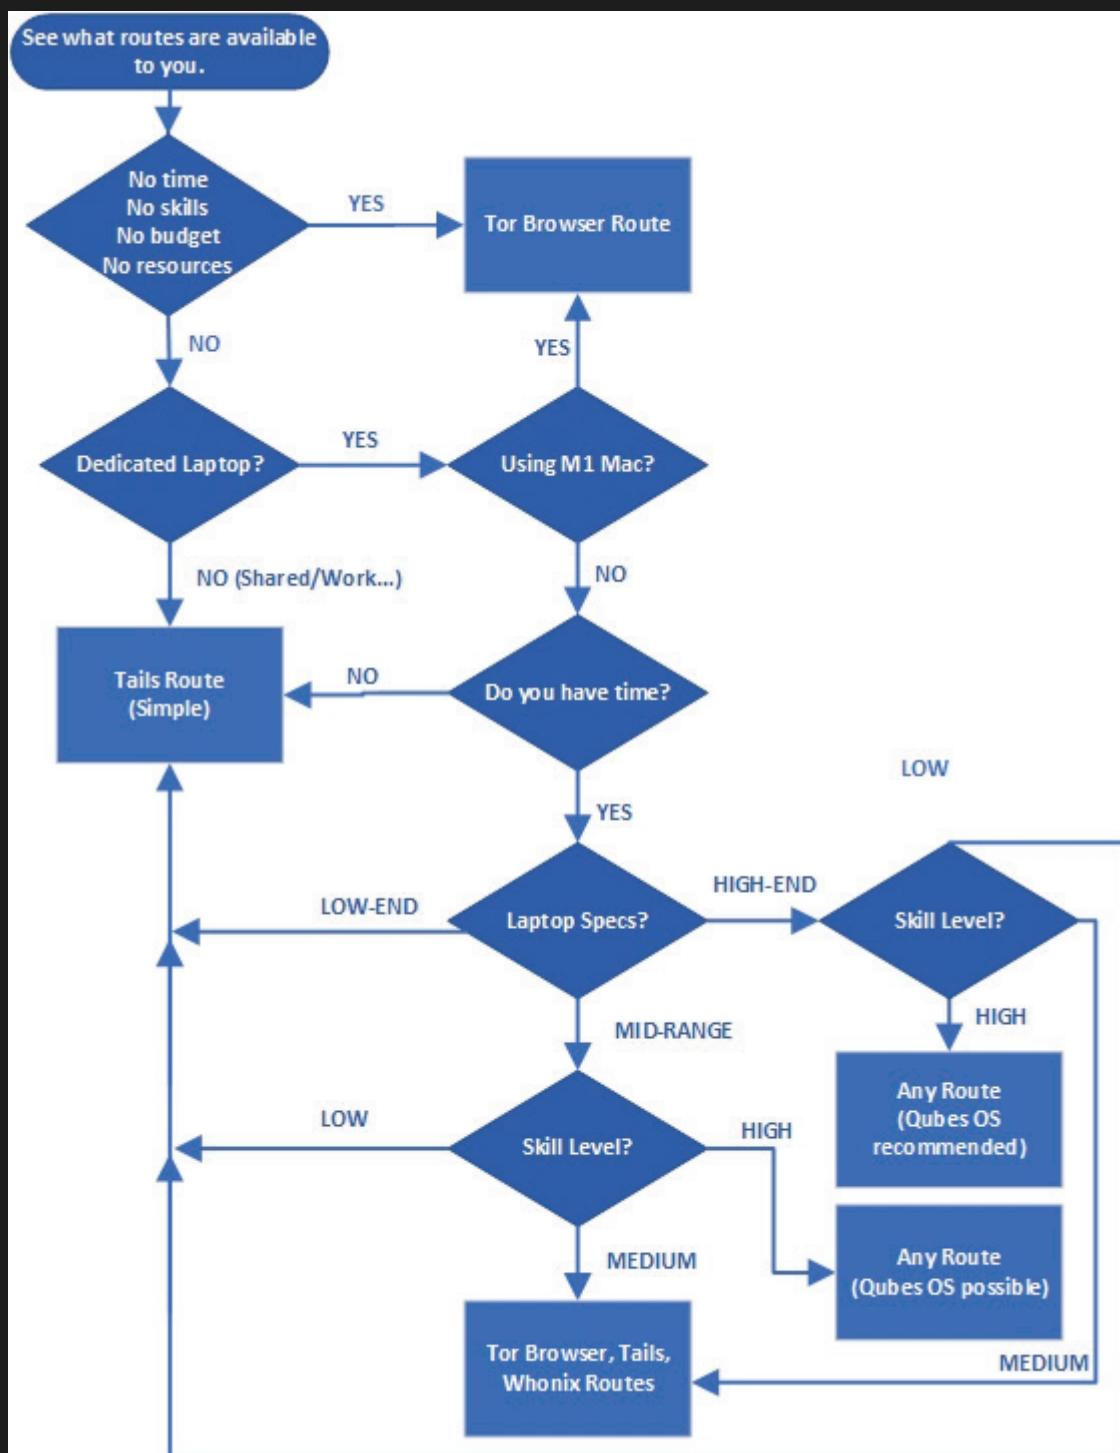 See what routes are available
to you.
No time
No skills
No budget
No resources
YES
Tor Browser Route
NO
YES
Dedicated Laptop?
YES
Using M1 Mac?
NO (Shared/Work...)
NO
Tails Route
(Simple)
NO
Do you have time?
YES
LOW
LOW-END
Laptop Specs?
HIGH-END
Skill Level?
MID-RANGE
HIGH
Any Route
(Qubes OS
recommended)
LOW
Skill Level?
HIGH
MEDIUM
Any Route
(Qubes OS possible)
Tor Browser, Tails,
Whonix Routes
MEDIUM